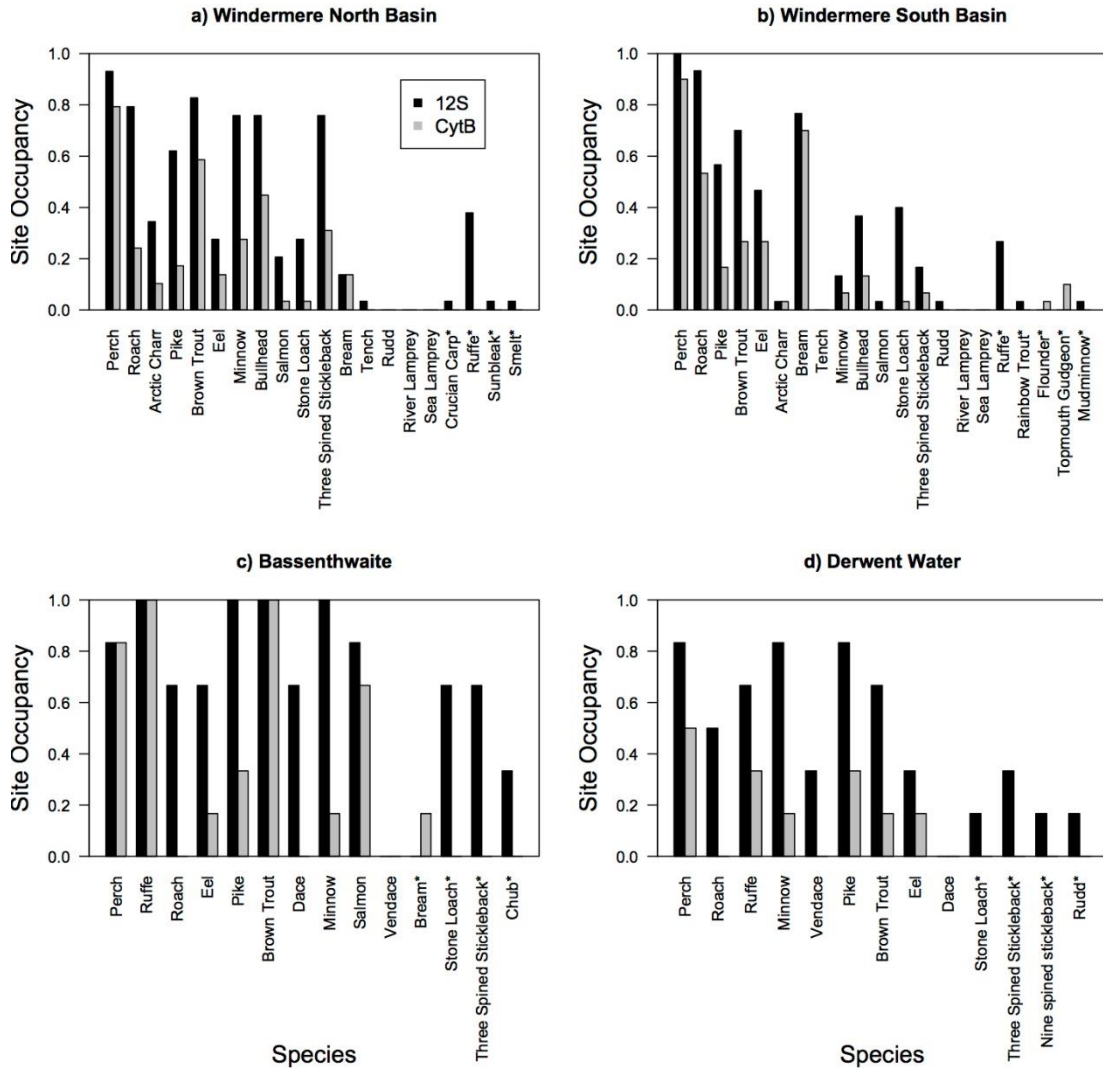 a) Windermere North Basin
Site Occupancy
1.0
0.8
0.6
0.4
0.2
0.0
12S
CytB
Perch
Roach
Arctic Charr
Pike
Brown Trout
Eel
Minnow
Bullhead
Salmon
Stone Loach
Three Spined Stickleback
Bream
Tench
Rudd
River Lamprey
Sea Lamprey
Crucian Carp*
Ruffe*
Sunbleak*
Smelt*
b) Windermere South Basin
Site Occupancy
1.0
0.8
0.6
0.4
0.2
0.0
Perch
Roach
Pike
Brown Trout
Eel
Arctic Charr
Bream
Tench
Minnow
Bullhead
Salmon
Stone Loach
Three Spined Stickleback
Rudd
River Lamprey
Sea Lamprey
Ruffe*
Rainbow Trout*
Flounder*
Topmouth Gudgeon*
Mudminnow*
c) Bassenthwaite
Site Occupancy
1.0
0.8
0.6
0.4
0.2
0.0
Perch
Ruffe
Roach
Eel
Pike
Brown Trout
Dace
Minnow
Salmon
Vendace
Bream*
Stone Loach*
Three Spined Stickleback*
Chub*
Species
d) Derwent Water
Site Occupancy
1.0
0.8
0.6
0.4
0.2
0.0
Perch
Roach
Ruffe
Minnow
Vendace
Pike
Brown Trout
Eel
Dace
Stone Loach*
Three Spined Stickleback*
Nine spined stickleback*
Rudd*
Species